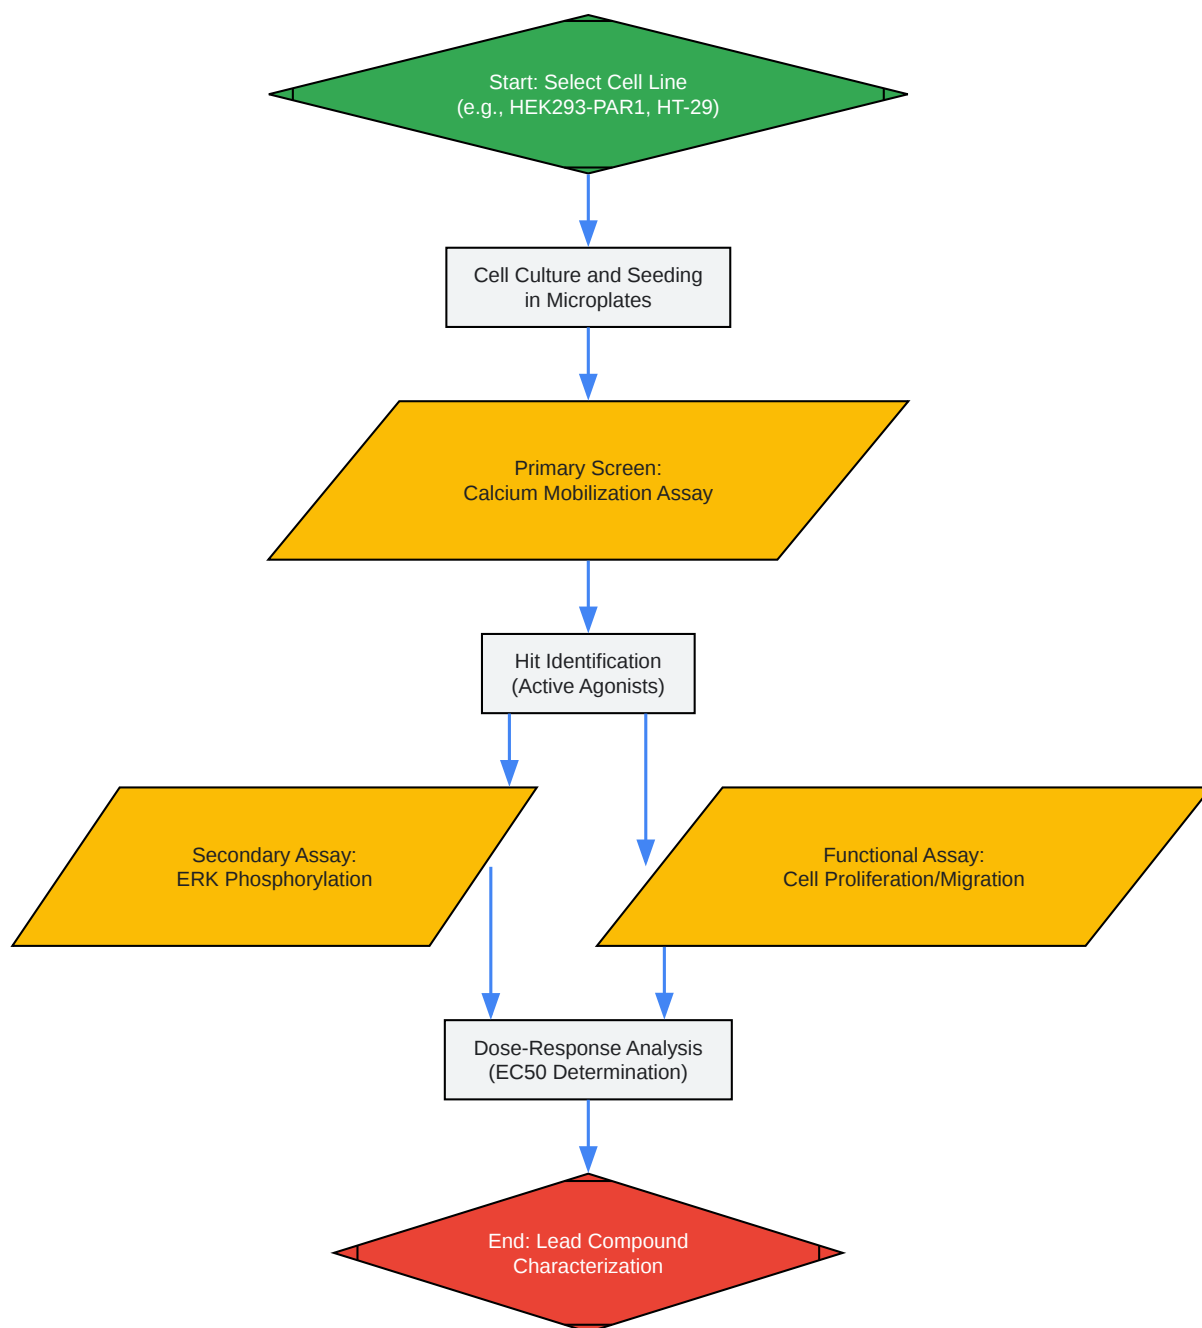 Start: Select Cell Line
(e.g., HEK293-PAR1, HT-29)
Cell Culture and Seeding
in Microplates
Primary Screen:
Calcium Mobilization Assay
Hit Identification
(Active Agonists)
Secondary Assay:
ERK Phosphorylation
Functional Assay:
Cell Proliferation/Migration
Dose-Response Analysis
(EC50 Determination)
End: Lead Compound
Characterization